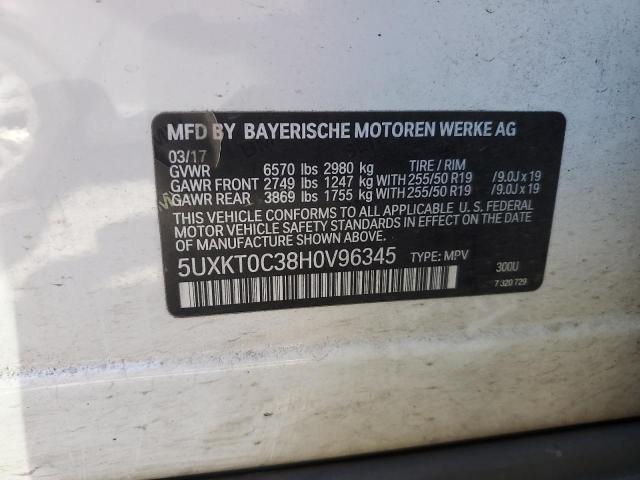 MFD BY BAYERISCHE MOTOREN WERKE AG
03/17
GVWR 6570 lbs 2980 kg TIRE / RIM
GAWR FRONT 2749 lbs 1247 kg WITH 255/50 R19 /9.0J x 19
GAWR REAR 3869 lbs 1755 kg WITH 255/50 R19 /9.0J x 19
THIS VEHICLE CONFORMS TO ALL APPLICABLE U. S. FEDERAL
MOTOR VEHICLE SAFETY STANDARDS IN EFFECT ON THE DATE
OF MANUFACTURE SHOWN ABOVE.
5UXKT0C38H0V96345 TYPE: MPV
300U
7 320 729